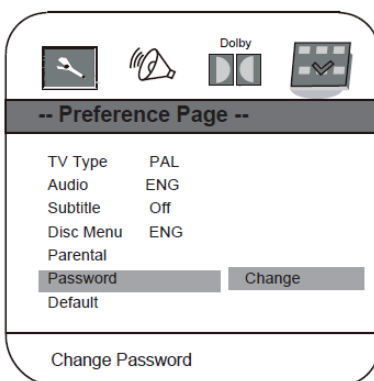 Dolby
-- Preference Page --
TV Type PAL
Audio ENG
Subtitle Off
Disc Menu ENG
Parental
Password Change
Default
Change Password